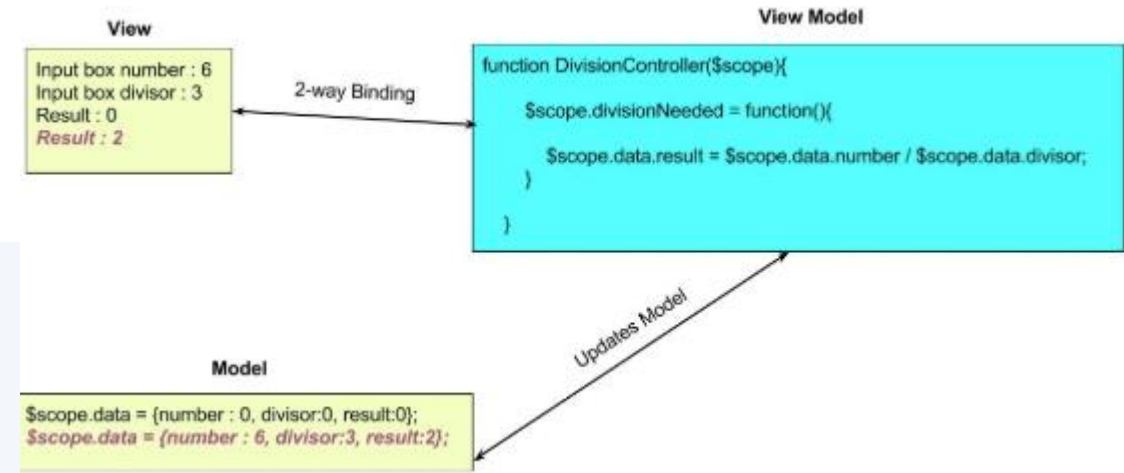 View
Input box number : 6
Input box divisor : 3
Result : 0
Result : 2
2-way Binding
View Model
function DivisionController($scope){
$scope.divisionNeeded = function(){
$scope.data.result = $scope.data.number / $scope.data.divisor;
}
}
Updates Model
Model
$scope.data = {number : 0, divisor:0, result:0};
$scope.data = {number : 6, divisor:3, result:2};